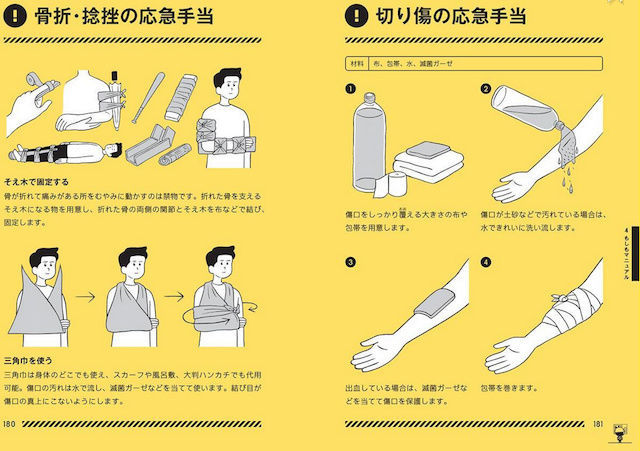 骨折・捻挫の応急手当
そえ木で固定する
骨が折れて痛みがある所をむやみに動かすのは禁物です。折れた骨を支える
そえ木になる物を用意し、折れた骨の両側の関節とそえ木を布などで結び、
固定します。
三角巾を使う
三角巾は身体のどこでも使え、スカーフや風呂敷、大判ハンカチでも代用
可能。傷口の汚れは水で流し、滅菌ガーゼなどを当てて使います。結び目が
傷口の真上にこないようにします。
180
切り傷の応急手当
材料 布、包帯、水、滅菌ガーゼ
1
傷口をしっかり覆える大きさの布や
包帯を用意します。
2
傷口が土砂などで汚れている場合は、
水できれいに洗い流します。
3
出血している場合は、滅菌ガーゼな
どを当てて傷口を保護します。
4
包帯を巻きます。
4 もしもマニュアル
181